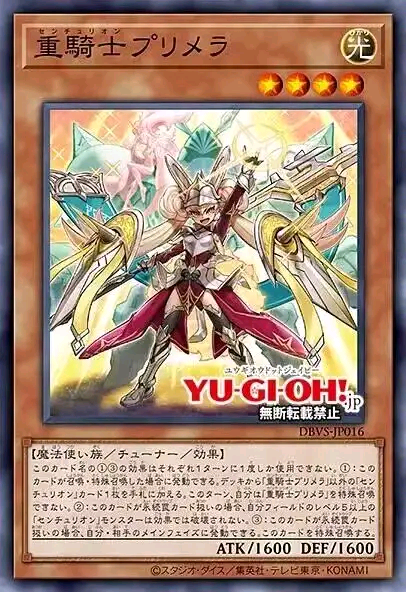 センチュリオン
重騎士プリメラ
ひかり
光
ユウギオウドットジェイピー
YU-GI-OH!.jp
無断転載禁止
DBVS-JP016
【魔法使い族／チューナー／効果】
このカード名の①③の効果はそれぞれ1ターンに1度しか使用できない。①：この
カードが召喚・特殊召喚した場合に発動できる。デッキから「重騎士プリメラ」以外の「セン
チュリオン」カード1枚を手札に加える。このターン、自分は「重騎士プリメラ」を特殊召喚
できない。②：このカードが永続罠カード扱いの場合、自分フィールドのレベル5以上の
「センチュリオン」モンスターは効果では破壊されない。③：このカードが永続罠カード
扱いの場合、自分・相手のメインフェイズに発動できる。このカードを特殊召喚する。
ATK/1600 DEF/1600
©スタジオ・ダイス／集英社・テレビ東京・KONAMI